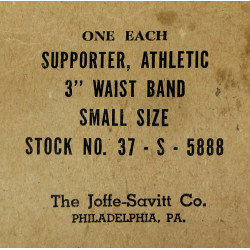 ONE EACH
SUPPORTER, ATHLETIC
3" WAIST BAND
SMALL SIZE
STOCK NO. 37 - S - 5888
The Joffe-Savitt Co.
PHILADELPHIA, PA.